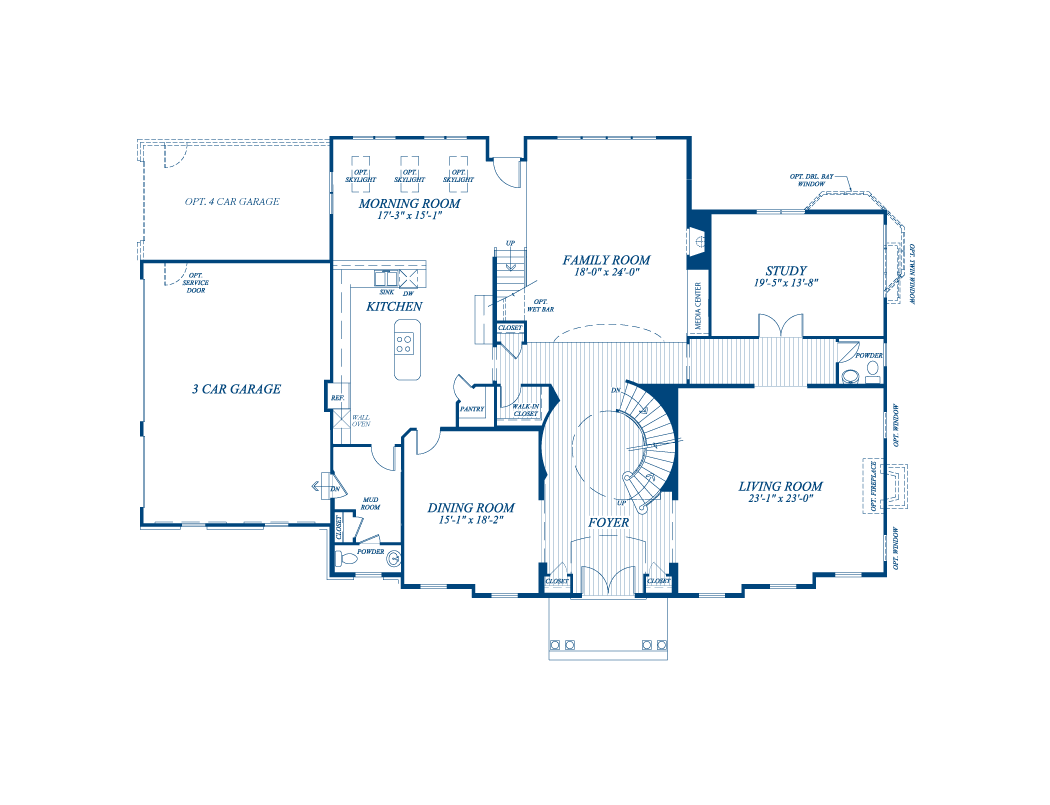 OPT.
SKYLIGHT
OPT.
SKYLIGHT
OPT.
SKYLIGHT
OPT. DBL. BAY
WINDOW
OPT. 4 CAR GARAGE
MORNING ROOM
17'-3" x 15'-1"
UP
FAMILY ROOM
18'-0" x 24'-0"
STUDY
19'-5" x 13'-8"
OPT. TWIN WINDOW
OPT.
SERVICE
DOOR
SINK
DW
KITCHEN
OPT.
WET BAR
MEDIA CENTER
CLOSET
POWDER
3 CAR GARAGE
REF.
WALL
OVEN
PANTRY
WALK-IN
CLOSET
DN
OPT. WINDOW
DN
MUD
ROOM
DINING ROOM
15'-1" x 18'-2"
UP
FOYER
LIVING ROOM
23'-1" x 23'-0"
OPT. FIREPLACE
CLOSET
POWDER
OPT. WINDOW
CLOSET
CLOSET